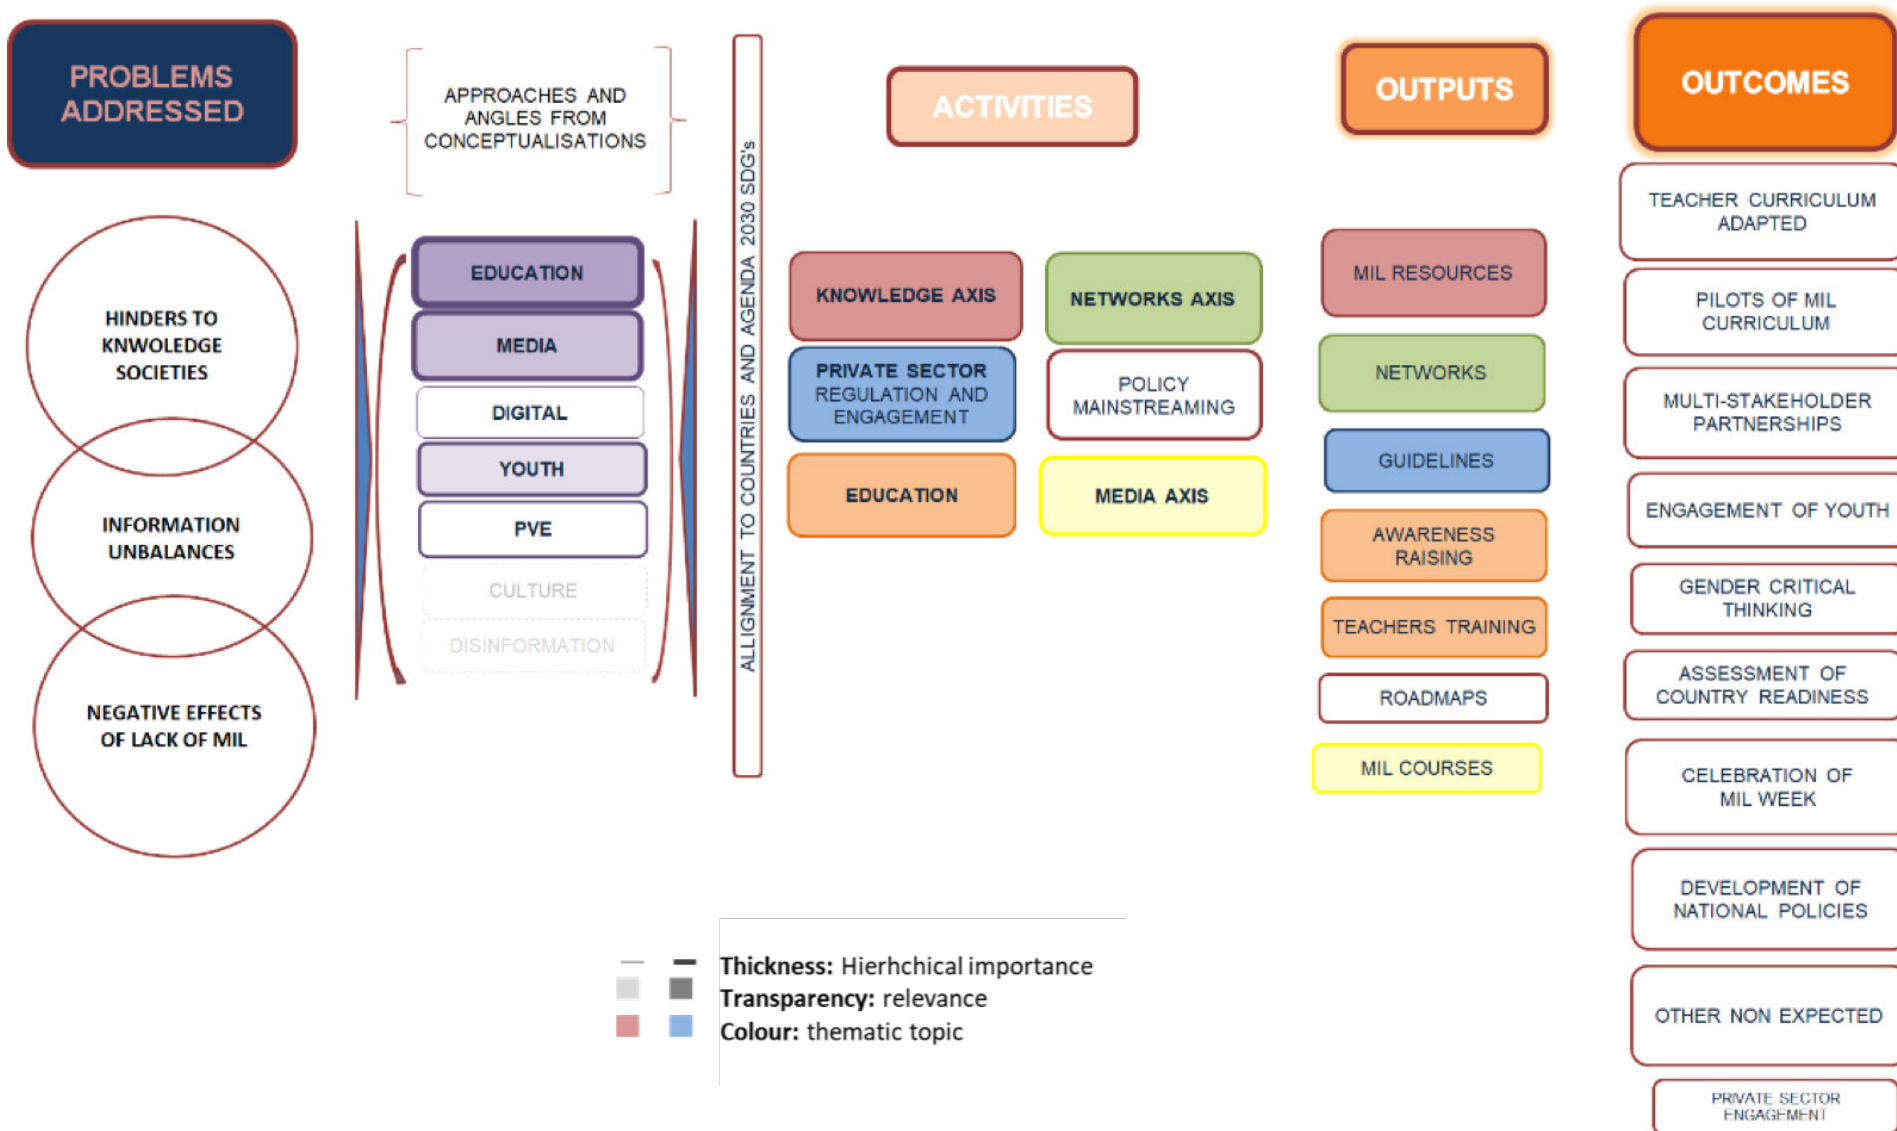 PROBLEMS
ADDRESSED
HINDERS TO
KNWOLEDGE
SOCIETIES
INFORMATION
UNBALANCES
NEGATIVE EFFECTS
OF LACK OF MIL
APPROACHES AND
ANGLES FROM
CONCEPTUALISATIONS
EDUCATION
MEDIA
DIGITAL
YOUTH
PVE
CULTURE
DISINFORMATION
ALLIGNMENT TO COUNTRIES AND AGENDA 2030 SDG's
ACTIVITIES
KNOWLEDGE AXIS
NETWORKS AXIS
PRIVATE SECTOR
REGULATION AND
ENGAGEMENT
POLICY
MAINSTREAMING
EDUCATION
MEDIA AXIS
OUTPUTS
MIL RESOURCES
NETWORKS
GUIDELINES
AWARENESS
RAISING
TEACHERS TRAINING
ROADMAPS
MIL COURSES
OUTCOMES
TEACHER CURRICULUM
ADAPTED
PILOTS OF MIL
CURRICULUM
MULTI-STAKEHOLDER
PARTNERSHIPS
ENGAGEMENT OF YOUTH
GENDER CRITICAL
THINKING
ASSESSMENT OF
COUNTRY READINESS
CELEBRATION OF
MIL WEEK
DEVELOPMENT OF
NATIONAL POLICIES
OTHER NON EXPECTED
PRIVATE SECTOR
ENGAGEMENT
Thickness: Hierhchical importance
Transparency: relevance
Colour: thematic topic